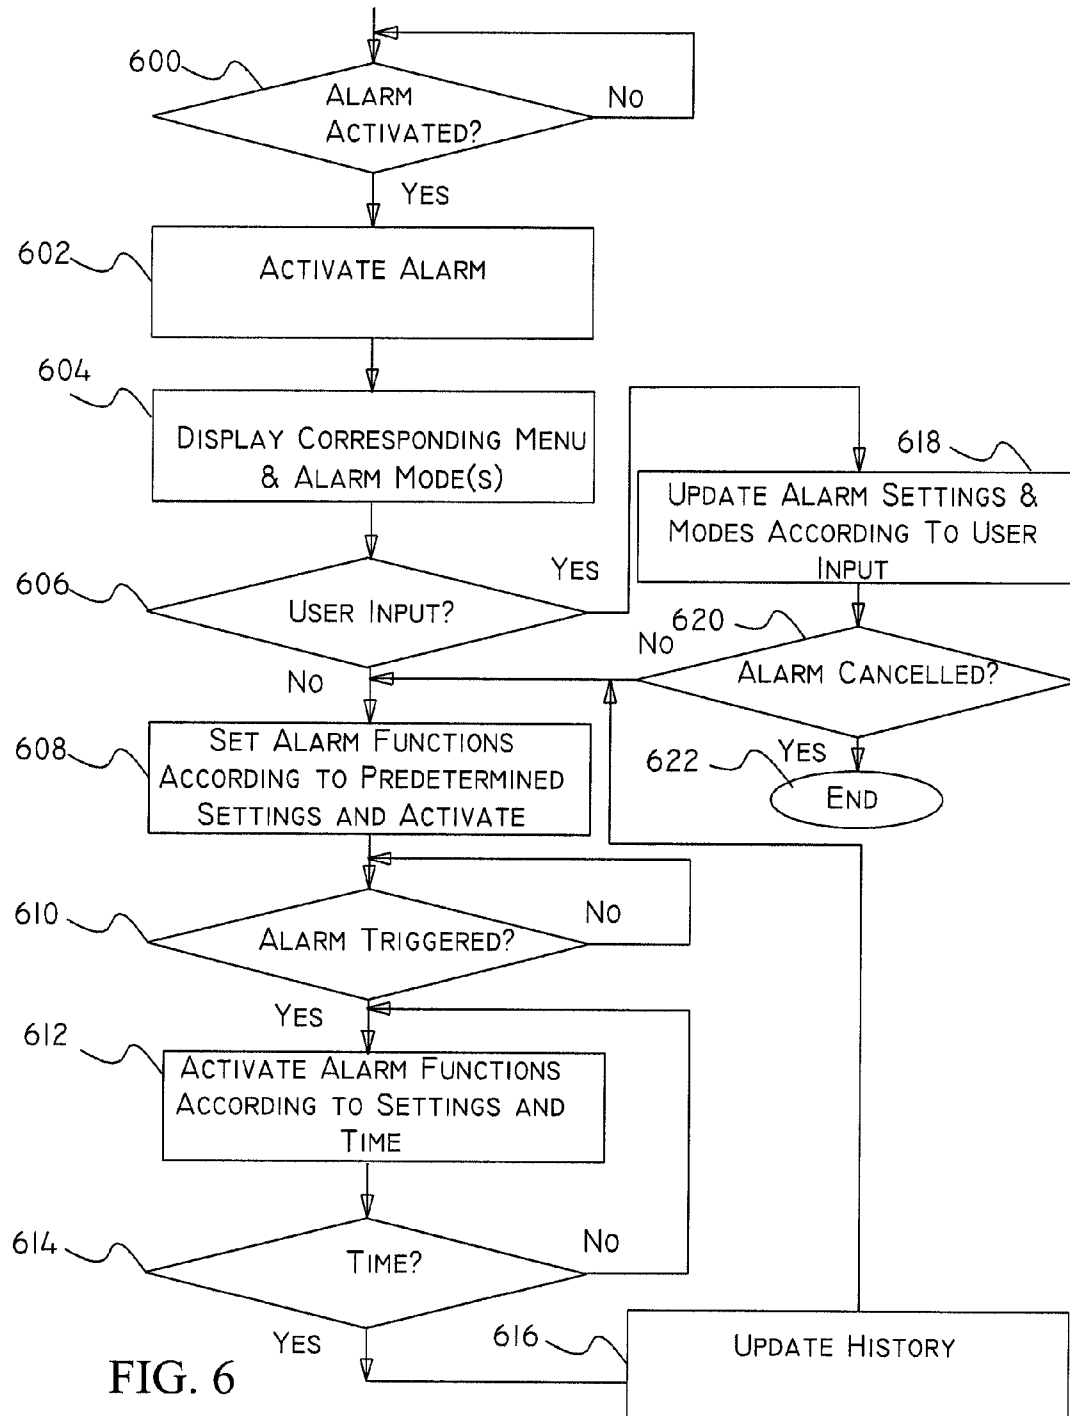 600
ALARM
ACTIVATED?
NO
YES
602
ACTIVATE ALARM
604
DISPLAY CORRESPONDING MENU
& ALARM MODE(S)
606
USER INPUT?
YES
NO
618
UPDATE ALARM SETTINGS &
MODES ACCORDING TO USER
INPUT
620
NO
ALARM CANCELLED?
YES
622
END
608
SET ALARM FUNCTIONS
ACCORDING TO PREDETERMINED
SETTINGS AND ACTIVATE
610
ALARM TRIGGERED?
NO
YES
612
ACTIVATE ALARM FUNCTIONS
ACCORDING TO SETTINGS AND
TIME
614
TIME?
NO
YES
616
UPDATE HISTORY
FIG. 6